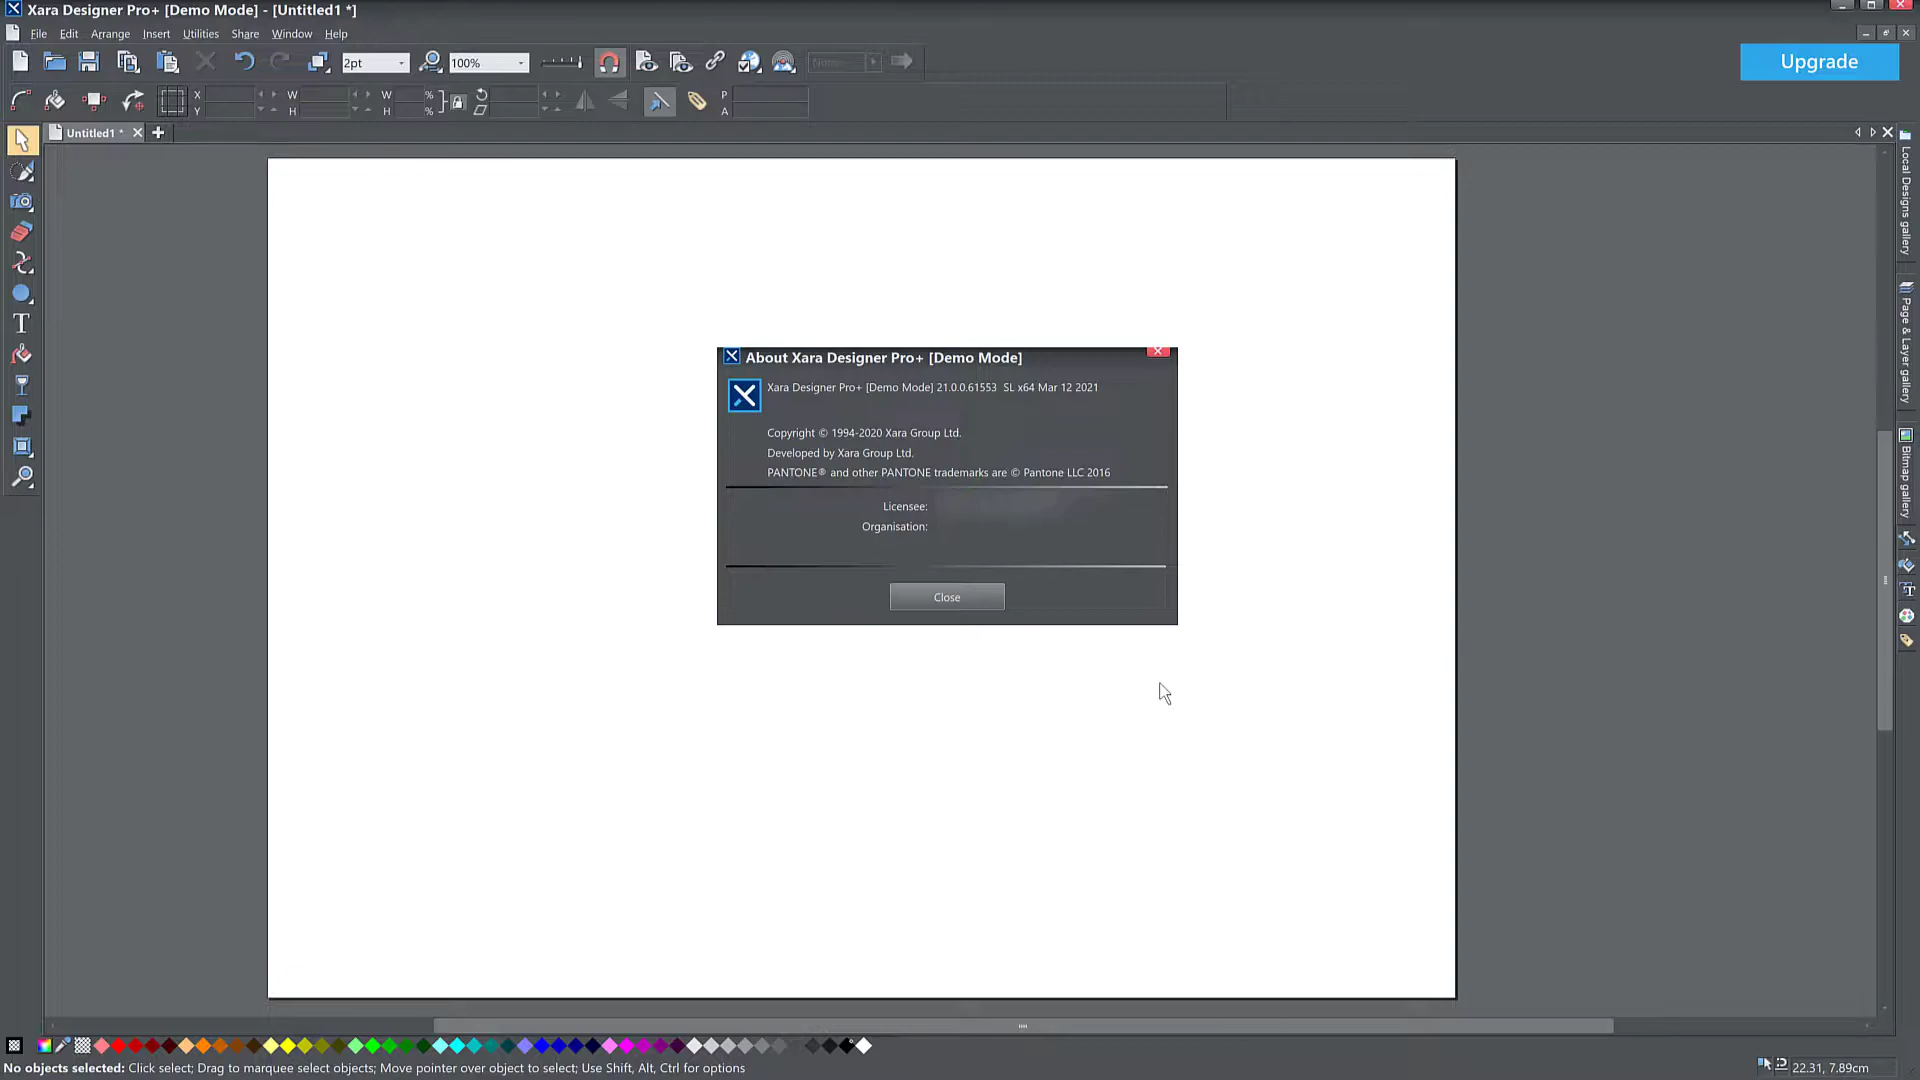 Xara Designer Pro+ [Demo Mode] - [Untitled1 *]
File Edit Arrange Insert Utilities Share Window Help
2pt 100% None
Upgrade
X W W % P
Y H H % A
Untitled1 *
Local Designs gallery
Page & Layer gallery
Bitmap gallery
About Xara Designer Pro+ [Demo Mode]
Xara Designer Pro+ [Demo Mode] 21.0.0.61553 SL x64 Mar 12 2021
Copyright © 1994-2020 Xara Group Ltd.
Developed by Xara Group Ltd.
PANTONE® and other PANTONE trademarks are © Pantone LLC 2016
Licensee:
Organisation:
Close
No objects selected: Click select; Drag to marquee select objects; Move pointer over object to select; Use Shift, Alt, Ctrl for options
22.31, 7.89cm